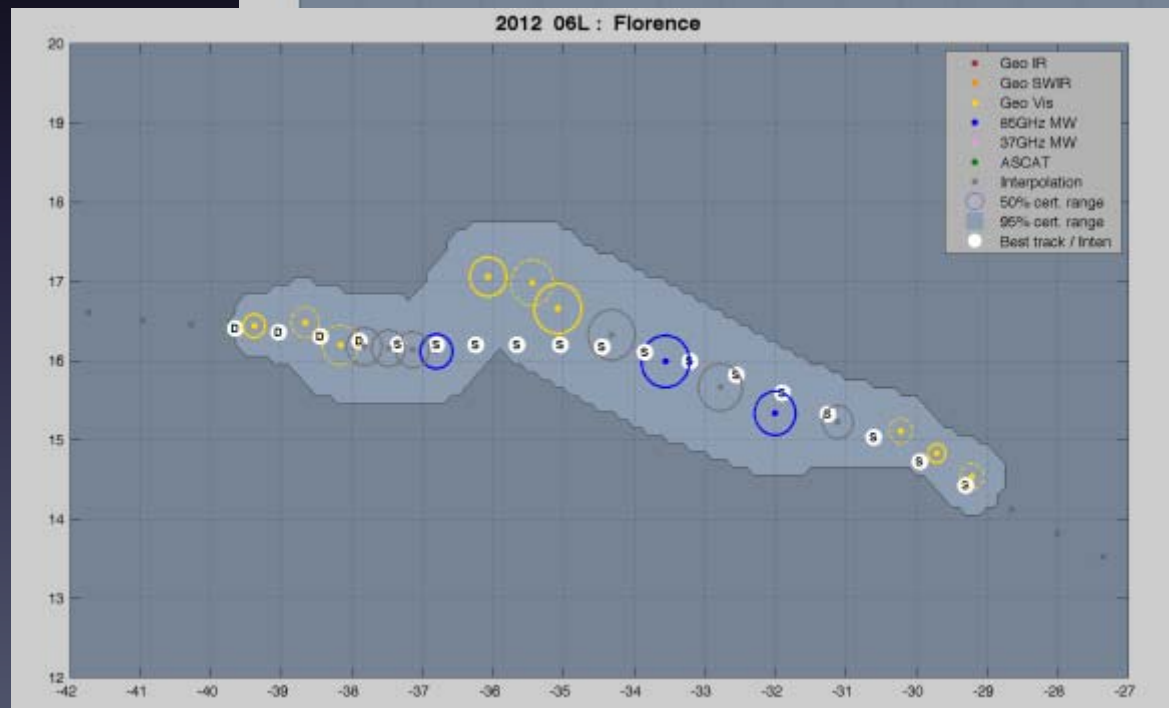 2012 06L : Florence
20
19
18
17
16
15
14
13
12
Geo IR
Geo SWIR
Geo Vis
85GHz MW
37GHz MW
ASCAT
Interpolation
50% cert. range
95% cert. range
Best track / Inten
D D D D S S S S S S S S S S S S S S
-42 -41 -40 -39 -38 -37 -36 -35 -34 -33 -32 -31 -30 -29 -28 -27